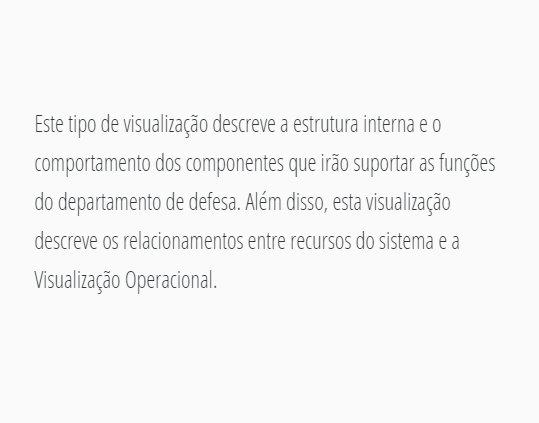 Este tipo de visualização descreve a estrutura interna e o
comportamento dos componentes que irão suportar as funções
do departamento de defesa. Além disso, esta visualização
descreve os relacionamentos entre recursos do sistema e a
Visualização Operacional.